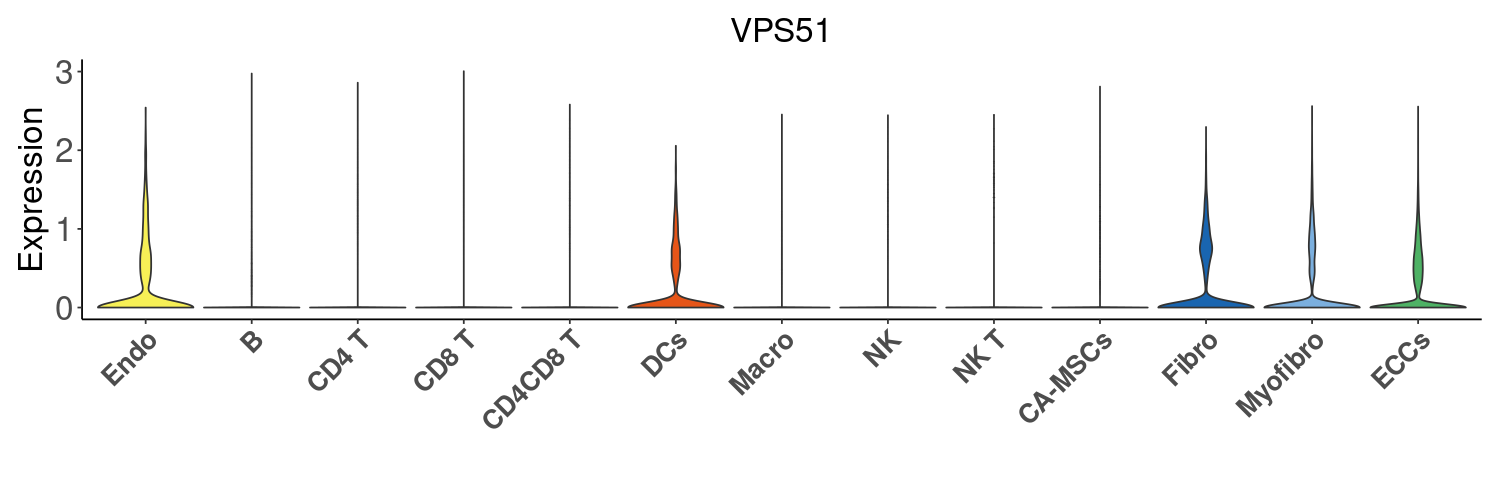 VPS51
Expression
3
2
1
0
Endo
B
CD4 T
CD8 T
CD4CD8 T
DCs
Macro
NK
NK T
CA-MSCs
Fibro
Myofibro
ECCs